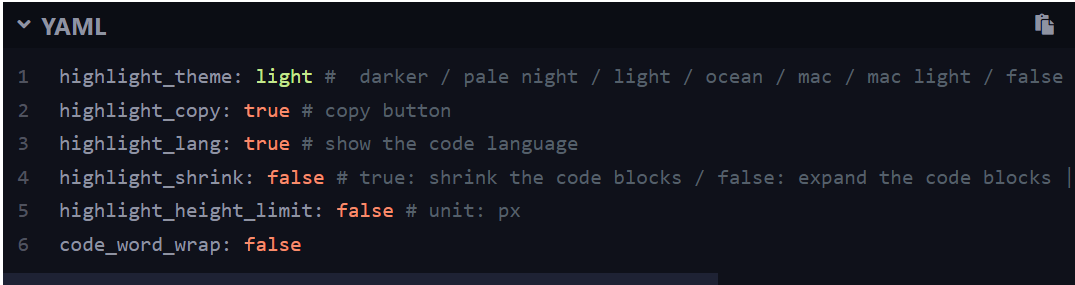 YAML
1 highlight_theme: light #  darker / pale night / light / ocean / mac / mac light / false
2 highlight_copy: true # copy button
3 highlight_lang: true # show the code language
4 highlight_shrink: false # true: shrink the code blocks / false: expand the code blocks |
5 highlight_height_limit: false # unit: px
6 code_word_wrap: false